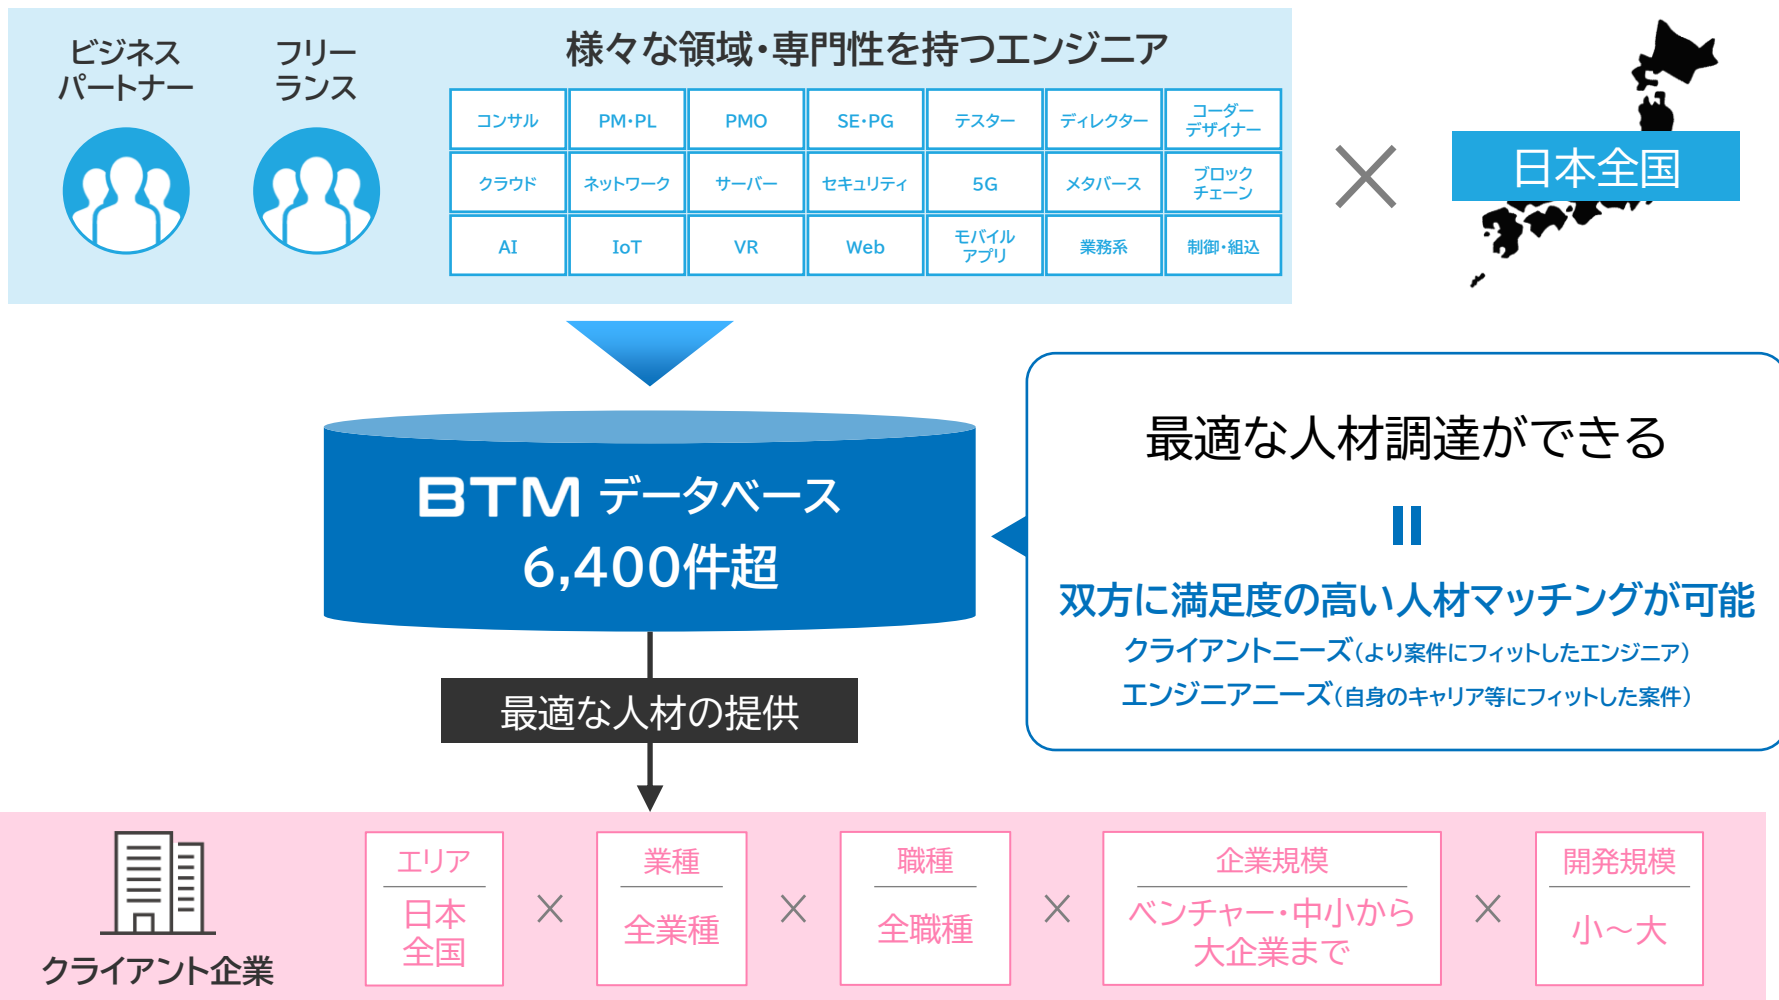 ビジネス
パートナー
フリー
ランス
様々な領域・専門性を持つエンジニア
コンサル
PM・PL
PMO
SE・PG
テスター
ディレクター
コーダー
デザイナー
クラウド
ネットワーク
サーバー
セキュリティ
5G
メタバース
ブロック
チェーン
AI
IoT
VR
Web
モバイル
アプリ
業務系
制御・組込
×
日本全国
BTM データベース
6,400件超
最適な人材調達ができる
双方に満足度の高い人材マッチングが可能
クライアントニーズ（より案件にフィットしたエンジニア）
エンジニアニーズ（自身のキャリア等にフィットした案件）
最適な人材の提供
クライアント企業
エリア
日本
全国
×
業種
全業種
×
職種
全職種
×
企業規模
ベンチャー・中小から
大企業まで
×
開発規模
小～大